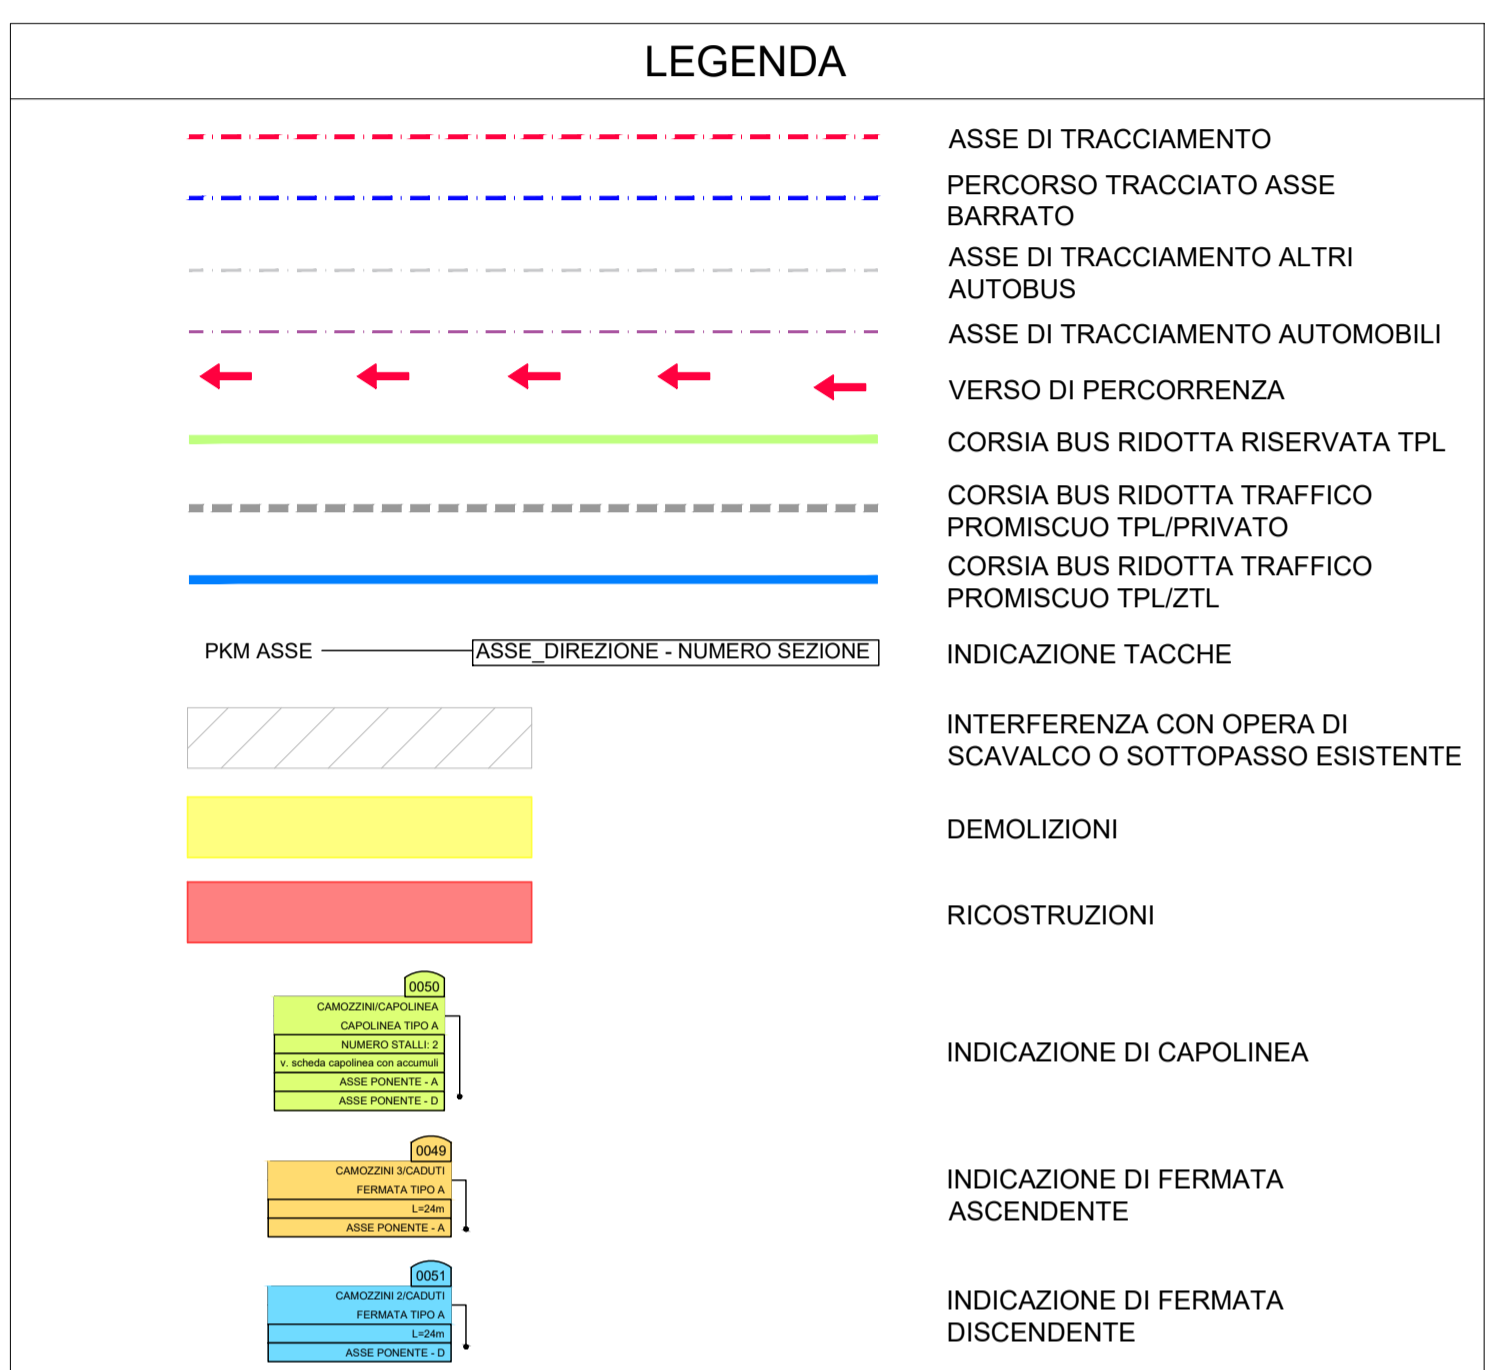 LEGENDA
ASSE DI TRACCIAMENTO
PERCORSO TRACCIATO ASSE
BARRATO
ASSE DI TRACCIAMENTO ALTRI
AUTOBUS
ASSE DI TRACCIAMENTO AUTOMOBILI
VERSO DI PERCORRENZA
CORSIA BUS RIDOTTA RISERVATA TPL
CORSIA BUS RIDOTTA TRAFFICO
PROMISCUO TPL/PRIVATO
CORSIA BUS RIDOTTA TRAFFICO
PROMISCUO TPL/ZTL
PKM ASSE
ASSE_DIREZIONE - NUMERO SEZIONE
INDICAZIONE TACCHE
INTERFERENZA CON OPERA DI
SCAVALCO O SOTTOPASSO ESISTENTE
DEMOLIZIONI
RICOSTRUZIONI
0050
CAMOZZINI/CAPOLINEA
CAPOLINEA TIPO A
NUMERO STALLI: 2
v. scheda capolinea con accumuli
ASSE PONENTE - A
ASSE PONENTE - D
INDICAZIONE DI CAPOLINEA
0049
CAMOZZINI 3/CADUTI
FERMATA TIPO A
L=24m
ASSE PONENTE - A
INDICAZIONE DI FERMATA
ASCENDENTE
0051
CAMOZZINI 2/CADUTI
FERMATA TIPO A
L=24m
ASSE PONENTE - D
INDICAZIONE DI FERMATA
DISCENDENTE